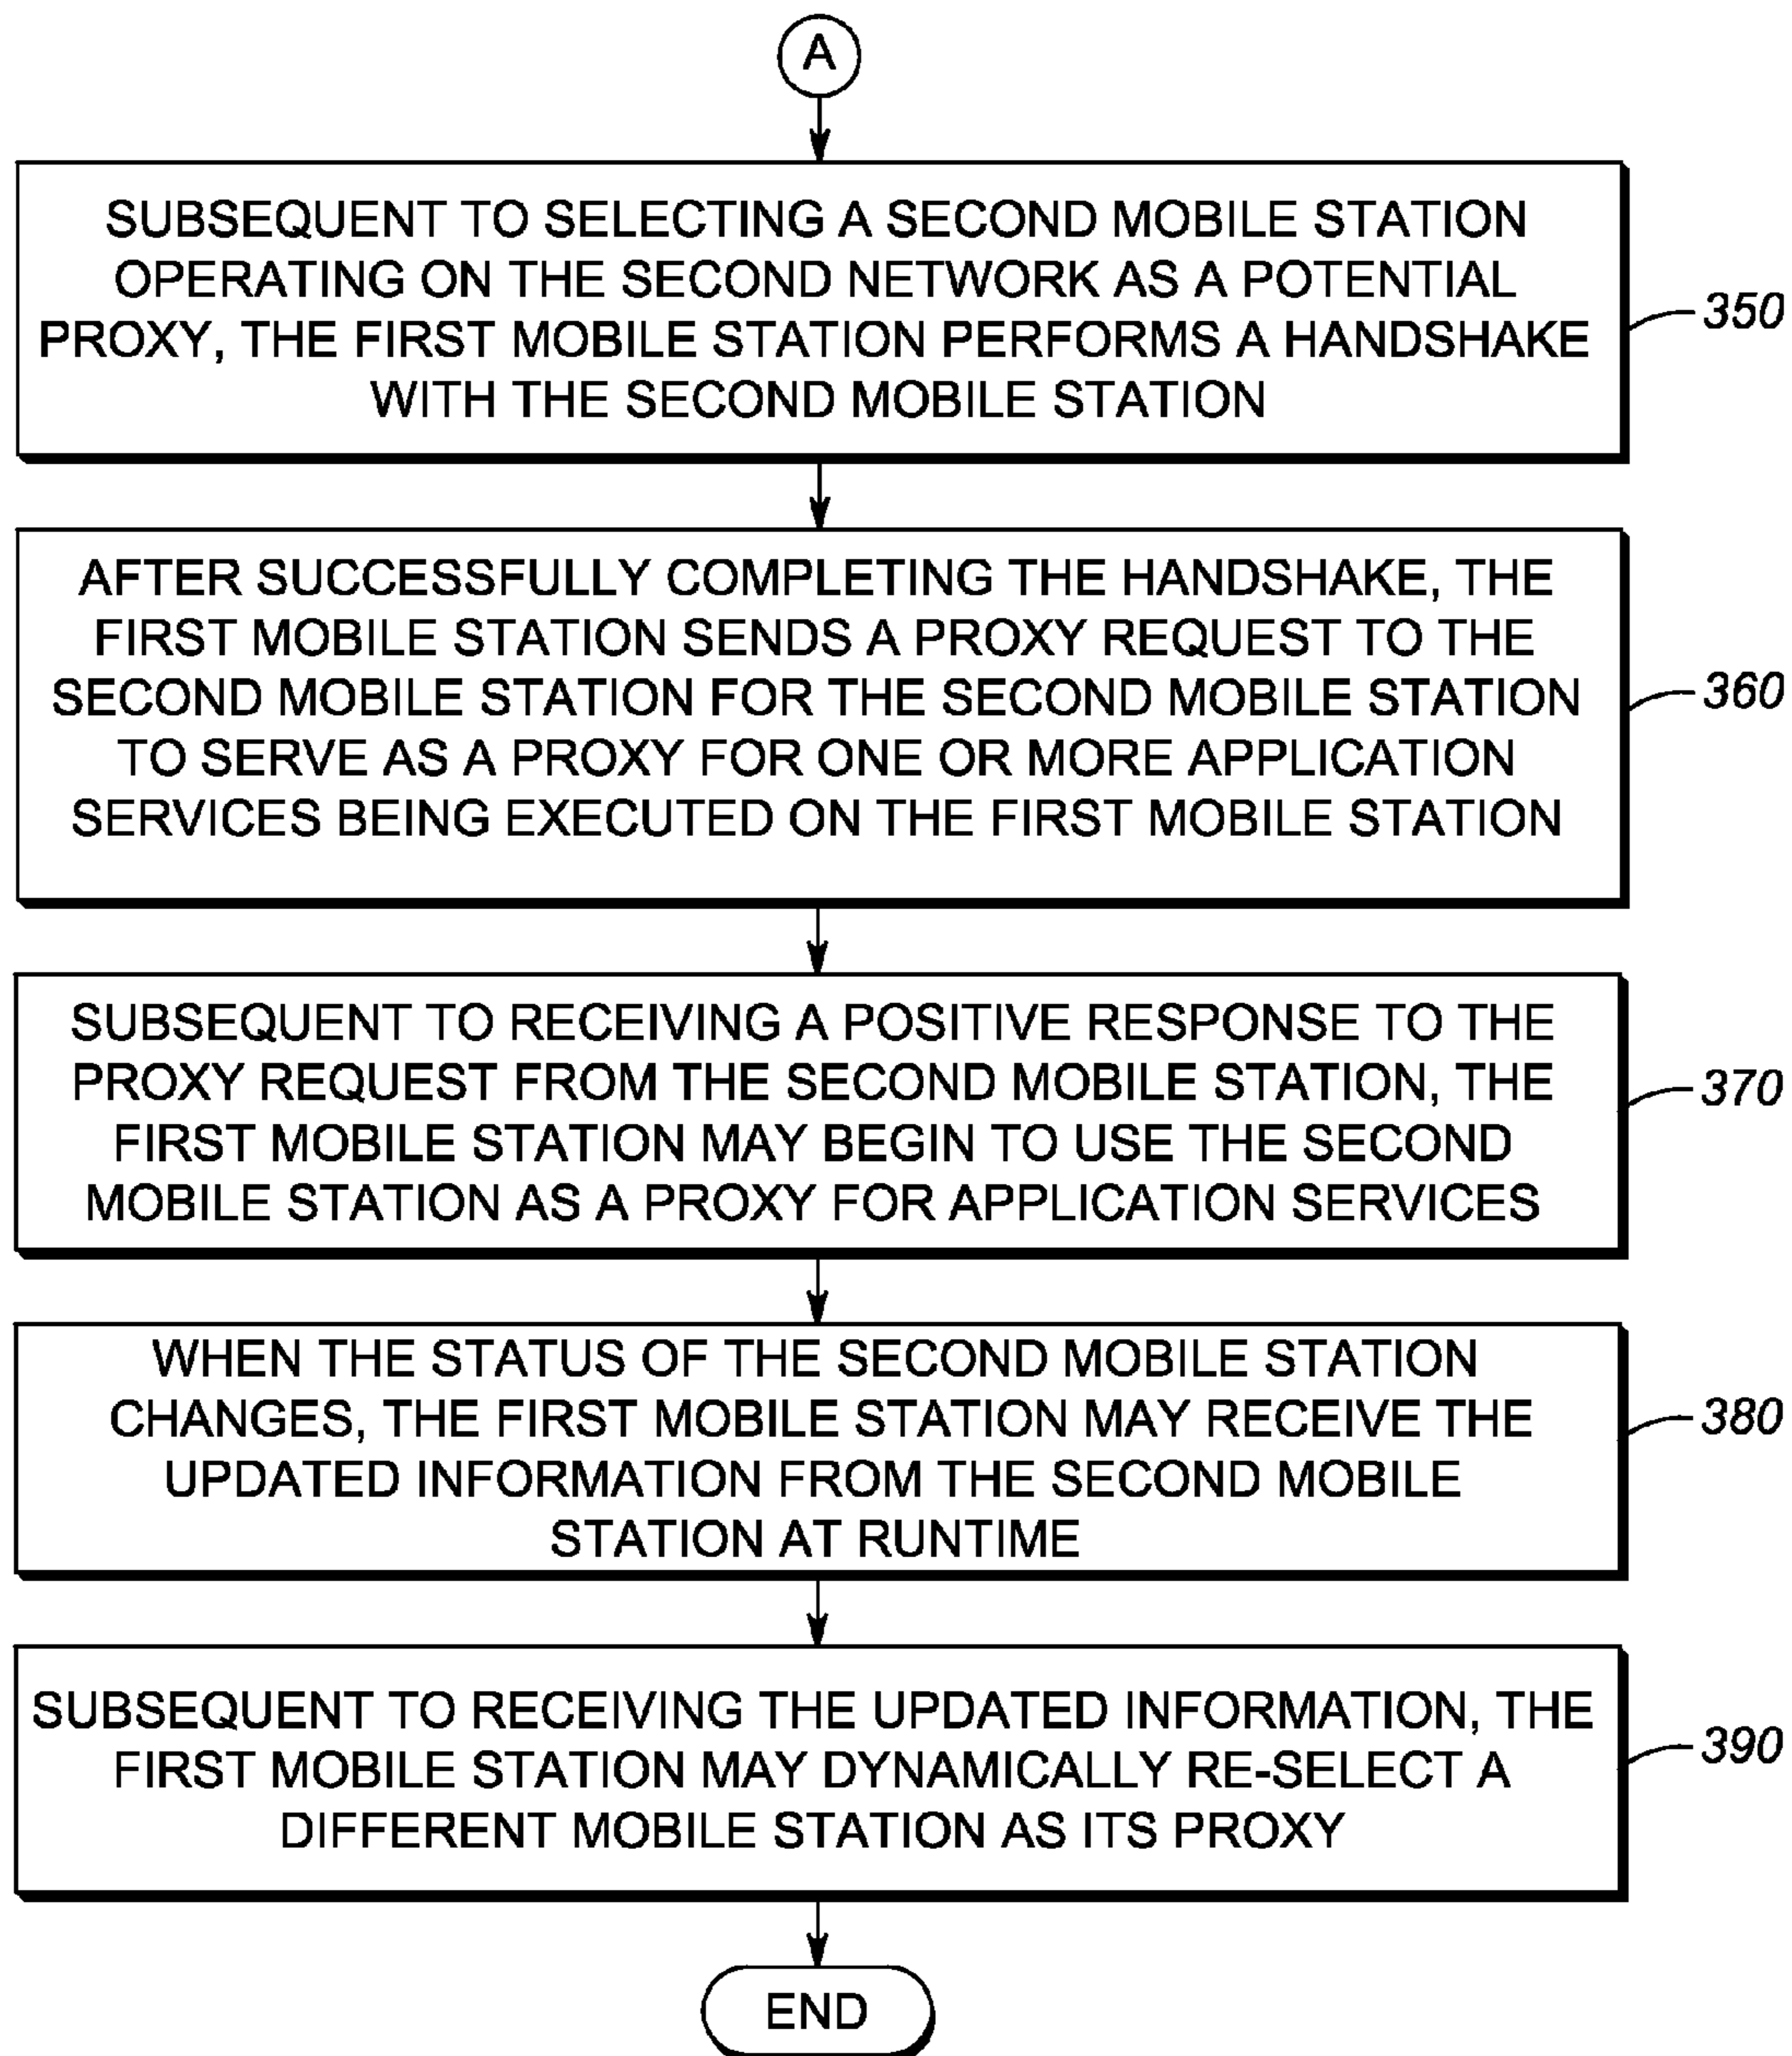 A
SUBSEQUENT TO SELECTING A SECOND MOBILE STATION
OPERATING ON THE SECOND NETWORK AS A POTENTIAL
PROXY, THE FIRST MOBILE STATION PERFORMS A HANDSHAKE
WITH THE SECOND MOBILE STATION
350
AFTER SUCCESSFULLY COMPLETING THE HANDSHAKE, THE
FIRST MOBILE STATION SENDS A PROXY REQUEST TO THE
SECOND MOBILE STATION FOR THE SECOND MOBILE STATION
TO SERVE AS A PROXY FOR ONE OR MORE APPLICATION
SERVICES BEING EXECUTED ON THE FIRST MOBILE STATION
360
SUBSEQUENT TO RECEIVING A POSITIVE RESPONSE TO THE
PROXY REQUEST FROM THE SECOND MOBILE STATION, THE
FIRST MOBILE STATION MAY BEGIN TO USE THE SECOND
MOBILE STATION AS A PROXY FOR APPLICATION SERVICES
370
WHEN THE STATUS OF THE SECOND MOBILE STATION
CHANGES, THE FIRST MOBILE STATION MAY RECEIVE THE
UPDATED INFORMATION FROM THE SECOND MOBILE
STATION AT RUNTIME
380
SUBSEQUENT TO RECEIVING THE UPDATED INFORMATION, THE
FIRST MOBILE STATION MAY DYNAMICALLY RE-SELECT A
DIFFERENT MOBILE STATION AS ITS PROXY
390
END